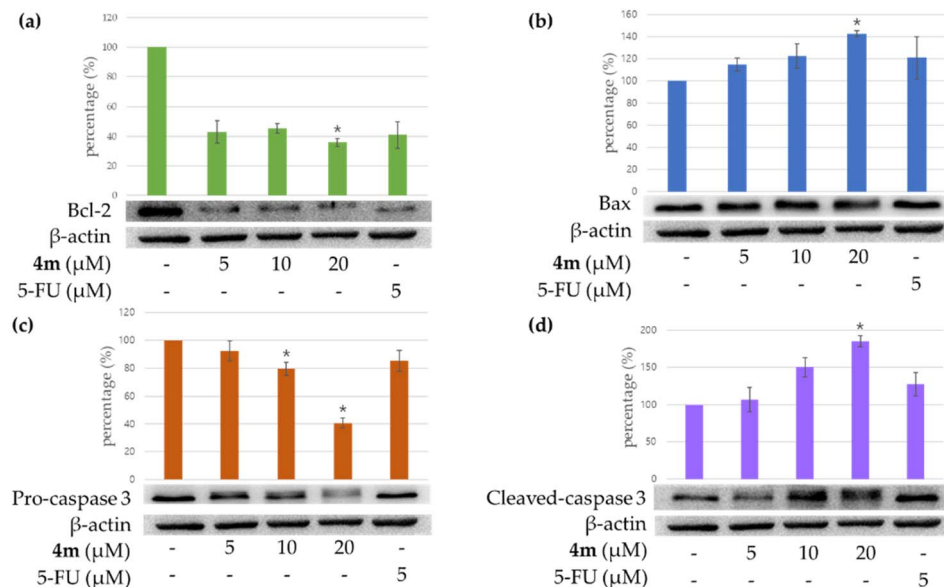 (a)
percentage (%)
120
100
80
60
40
20
0
*
Bcl-2
β-actin
4m (µM) - 5 10 20 -
5-FU (µM) - - - - 5
(b)
percentage (%)
160
140
120
100
80
60
40
20
0
*
Bax
β-actin
4m (µM) - 5 10 20 -
5-FU (µM) - - - - 5
(c)
percentage (%)
120
100
80
60
40
20
0
*
*
Pro-caspase 3
β-actin
4m (µM) - 5 10 20 -
5-FU (µM) - - - - 5
(d)
percentage (%)
200
150
100
50
0
*
Cleaved-caspase 3
β-actin
4m (µM) - 5 10 20 -
5-FU (µM) - - - - 5